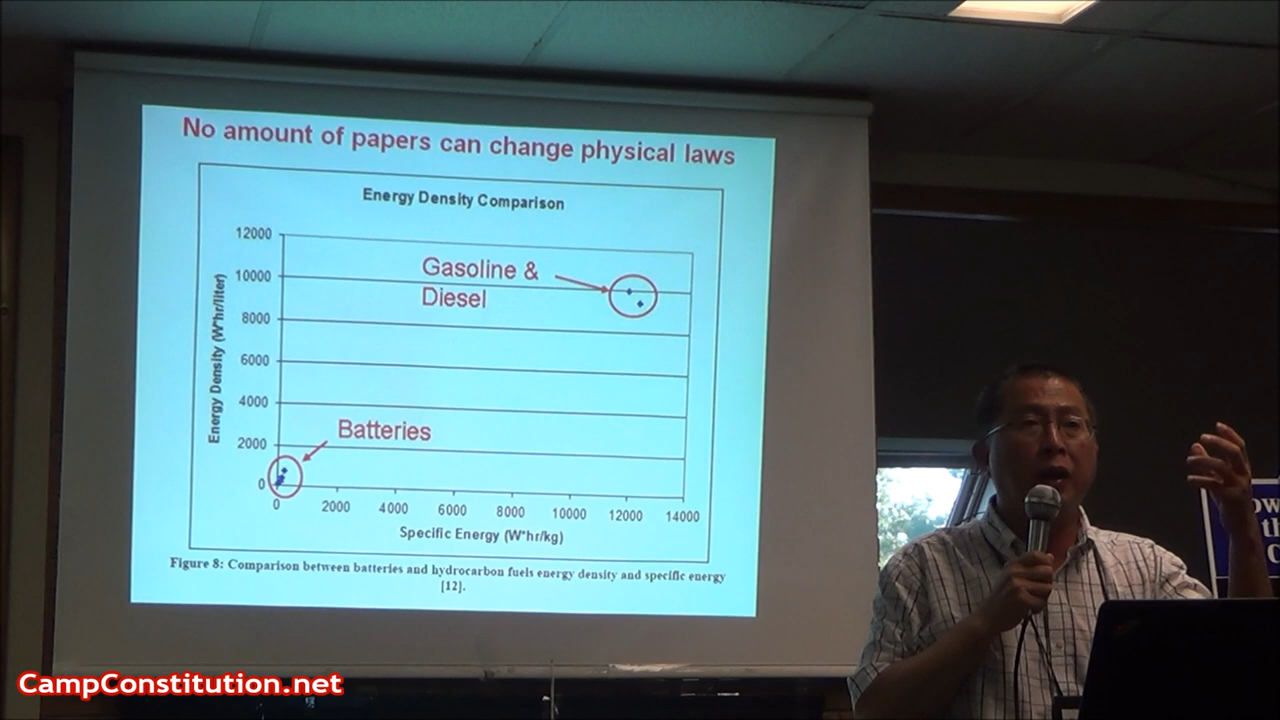 No amount of papers can change physical laws
Energy Density Comparison
12000
10000
8000
6000
4000
2000
0
Energy Density (W*hr/liter)
Gasoline &
Diesel
Batteries
0 2000 4000 6000 8000 10000 12000 14000
Specific Energy (W*hr/kg)
Figure 8: Comparison between batteries and hydrocarbon fuels energy density and specific energy
[12].
CampConstitution.net